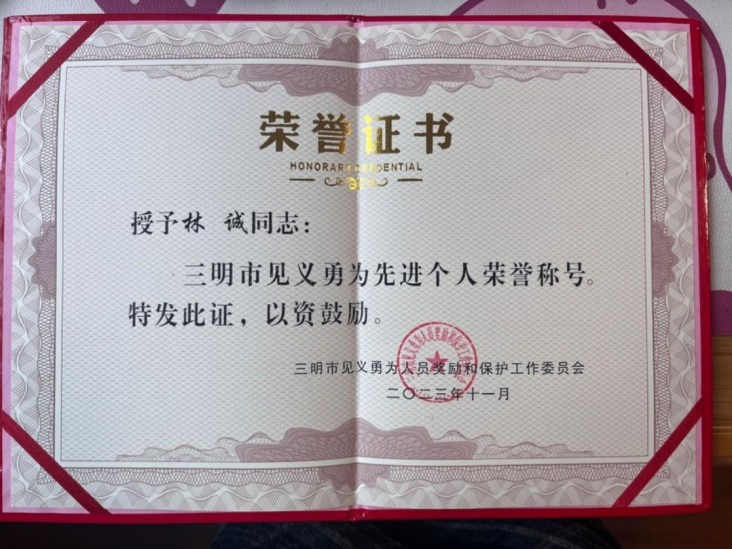 荣誉证书
HONORARY CREDENTIAL
授予林 诚同志：
三明市见义勇为先进个人荣誉称号。
特发此证，以资鼓励。
三明市见义勇为人员奖励和保护工作委员会
二〇二三年十一月